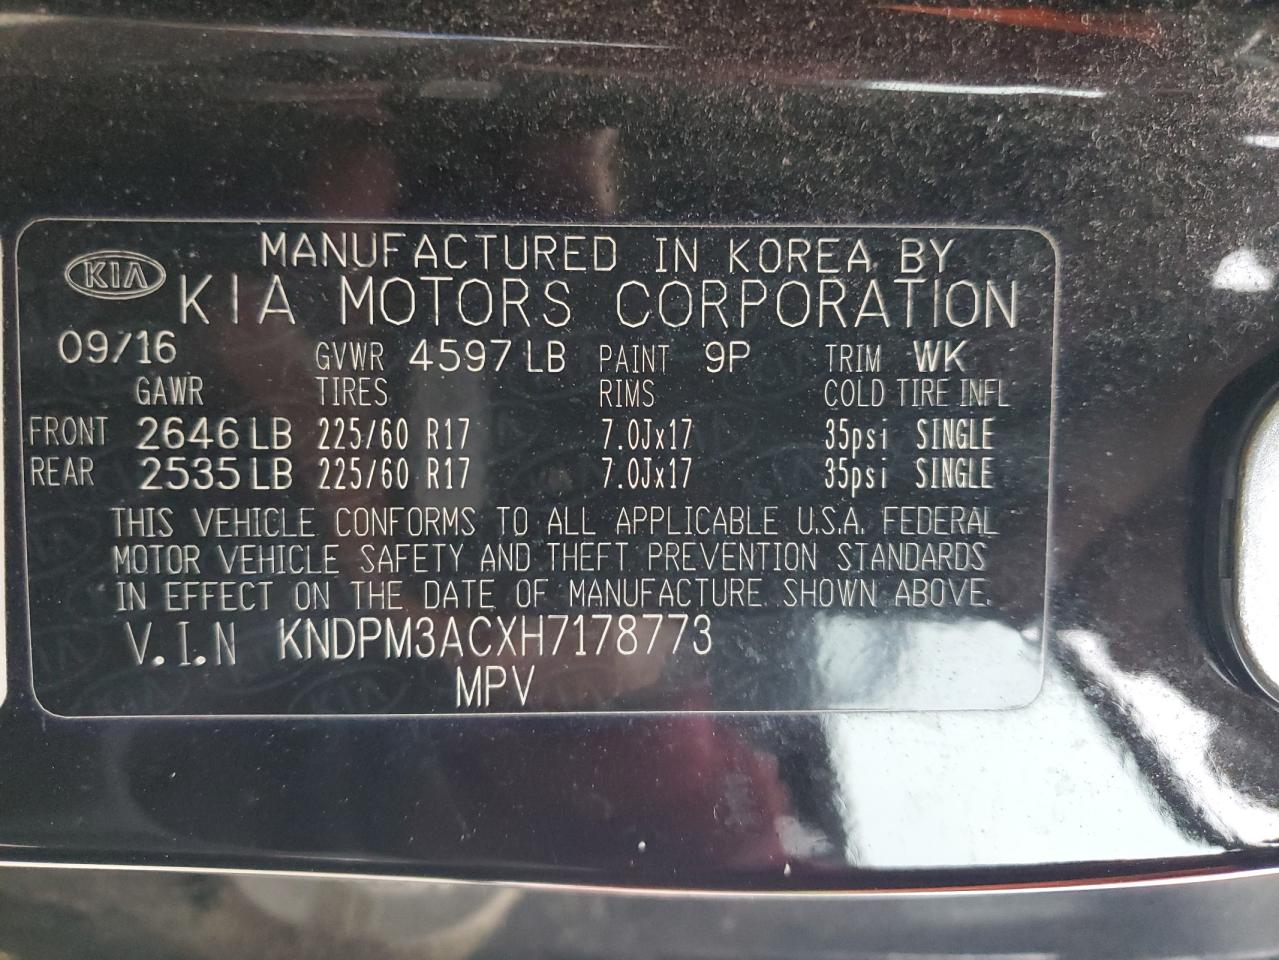 MANUFACTURED IN KOREA BY
KIA KIA MOTORS CORPORATION
09/16 GVWR 4597 LB PAINT 9P TRIM WK
GAWR TIRES RIMS COLD TIRE INFL
FRONT 2646 LB 225/60 R17 7.0Jx17 35psi SINGLE
REAR 2535 LB 225/60 R17 7.0Jx17 35psi SINGLE
THIS VEHICLE CONFORMS TO ALL APPLICABLE U.S.A. FEDERAL
MOTOR VEHICLE SAFETY AND THEFT PREVENTION STANDARDS
IN EFFECT ON THE DATE OF MANUFACTURE SHOWN ABOVE.
V.I.N KNDPM3ACXH7178773
MPV